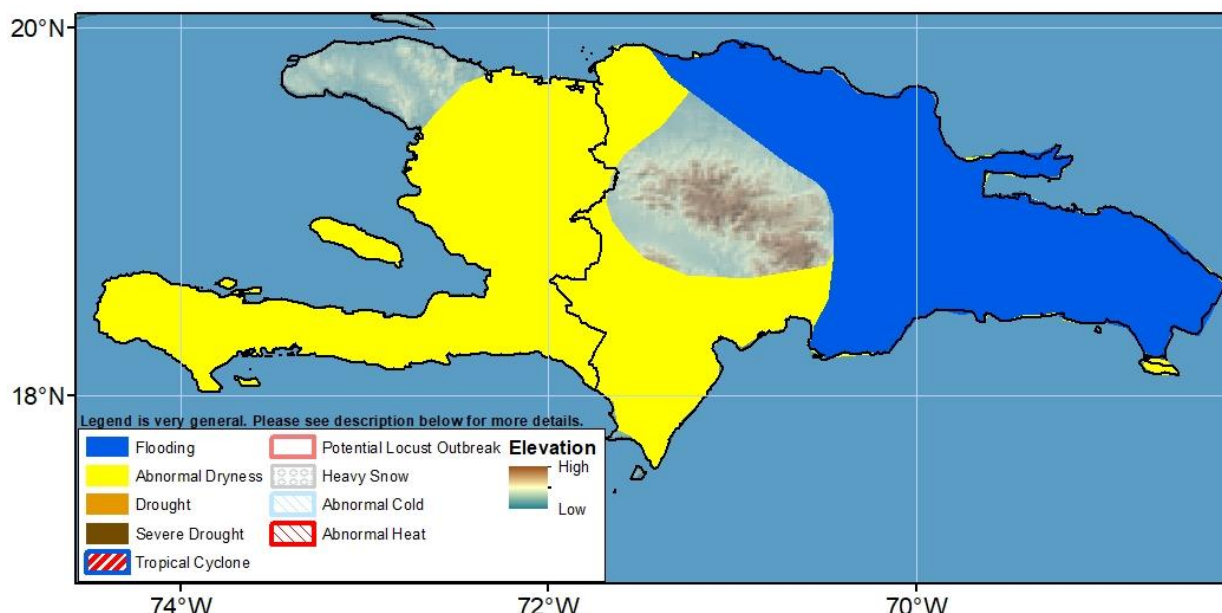 20°N
18°N
Legend is very general. Please see description below for more details.
Flooding
Abnormal Dryness
Drought
Severe Drought
Tropical Cyclone
Potential Locust Outbreak
Heavy Snow
Abnormal Cold
Abnormal Heat
Elevation
High
Low
74°W
72°W
70°W